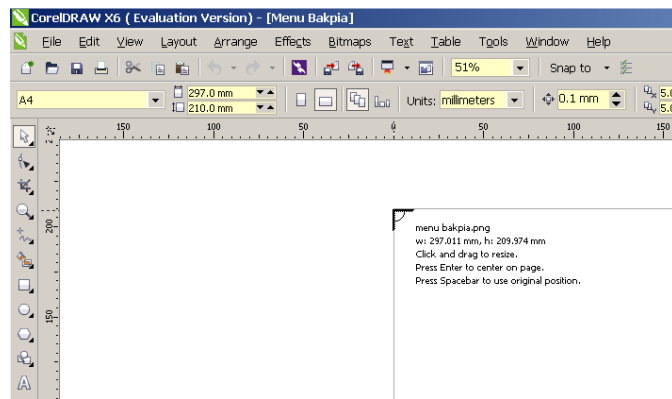 CorelDRAW X6 ( Evaluation Version) - [Menu Bakpia]
File Edit View Layout Arrange Effects Bitmaps Text Table Tools Window Help
51% Snap to
A4 297.0 mm 210.0 mm Units: millimeters 0.1 mm
150 100 50 0 50 100 150
menu bakpia.png
w: 297.011 mm, h: 209.974 mm
Click and drag to resize.
Press Enter to center on page.
Press Spacebar to use original position.
200
150